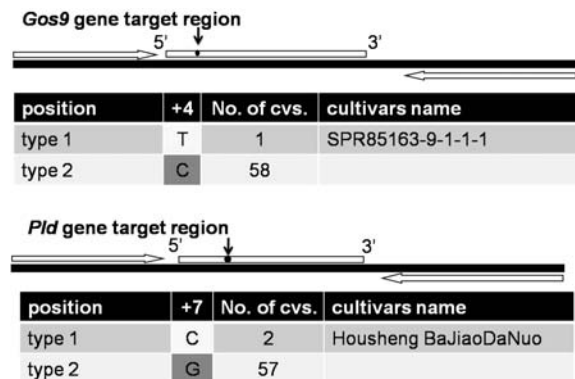 Gos9 gene target region
5’ 3’
position +4 No. of cvs. cultivars name
type 1 T 1 SPR85163-9-1-1-1
type 2 C 58
Pld gene target region
5’ 3’
position +7 No. of cvs. cultivars name
type 1 C 2 Housheng BaJiaoDaNuo
type 2 G 57